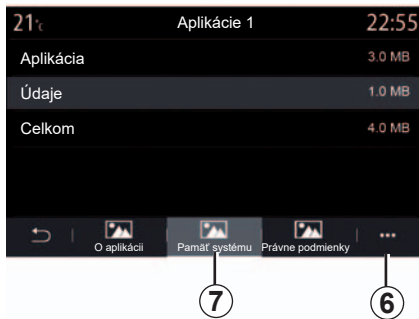 21°c Aplikácie 1 22:55
Aplikácia 3.0 MB
Údaje 1.0 MB
Celkom 4.0 MB
O aplikácii Pamäť systému Právne podmienky ...
7 6